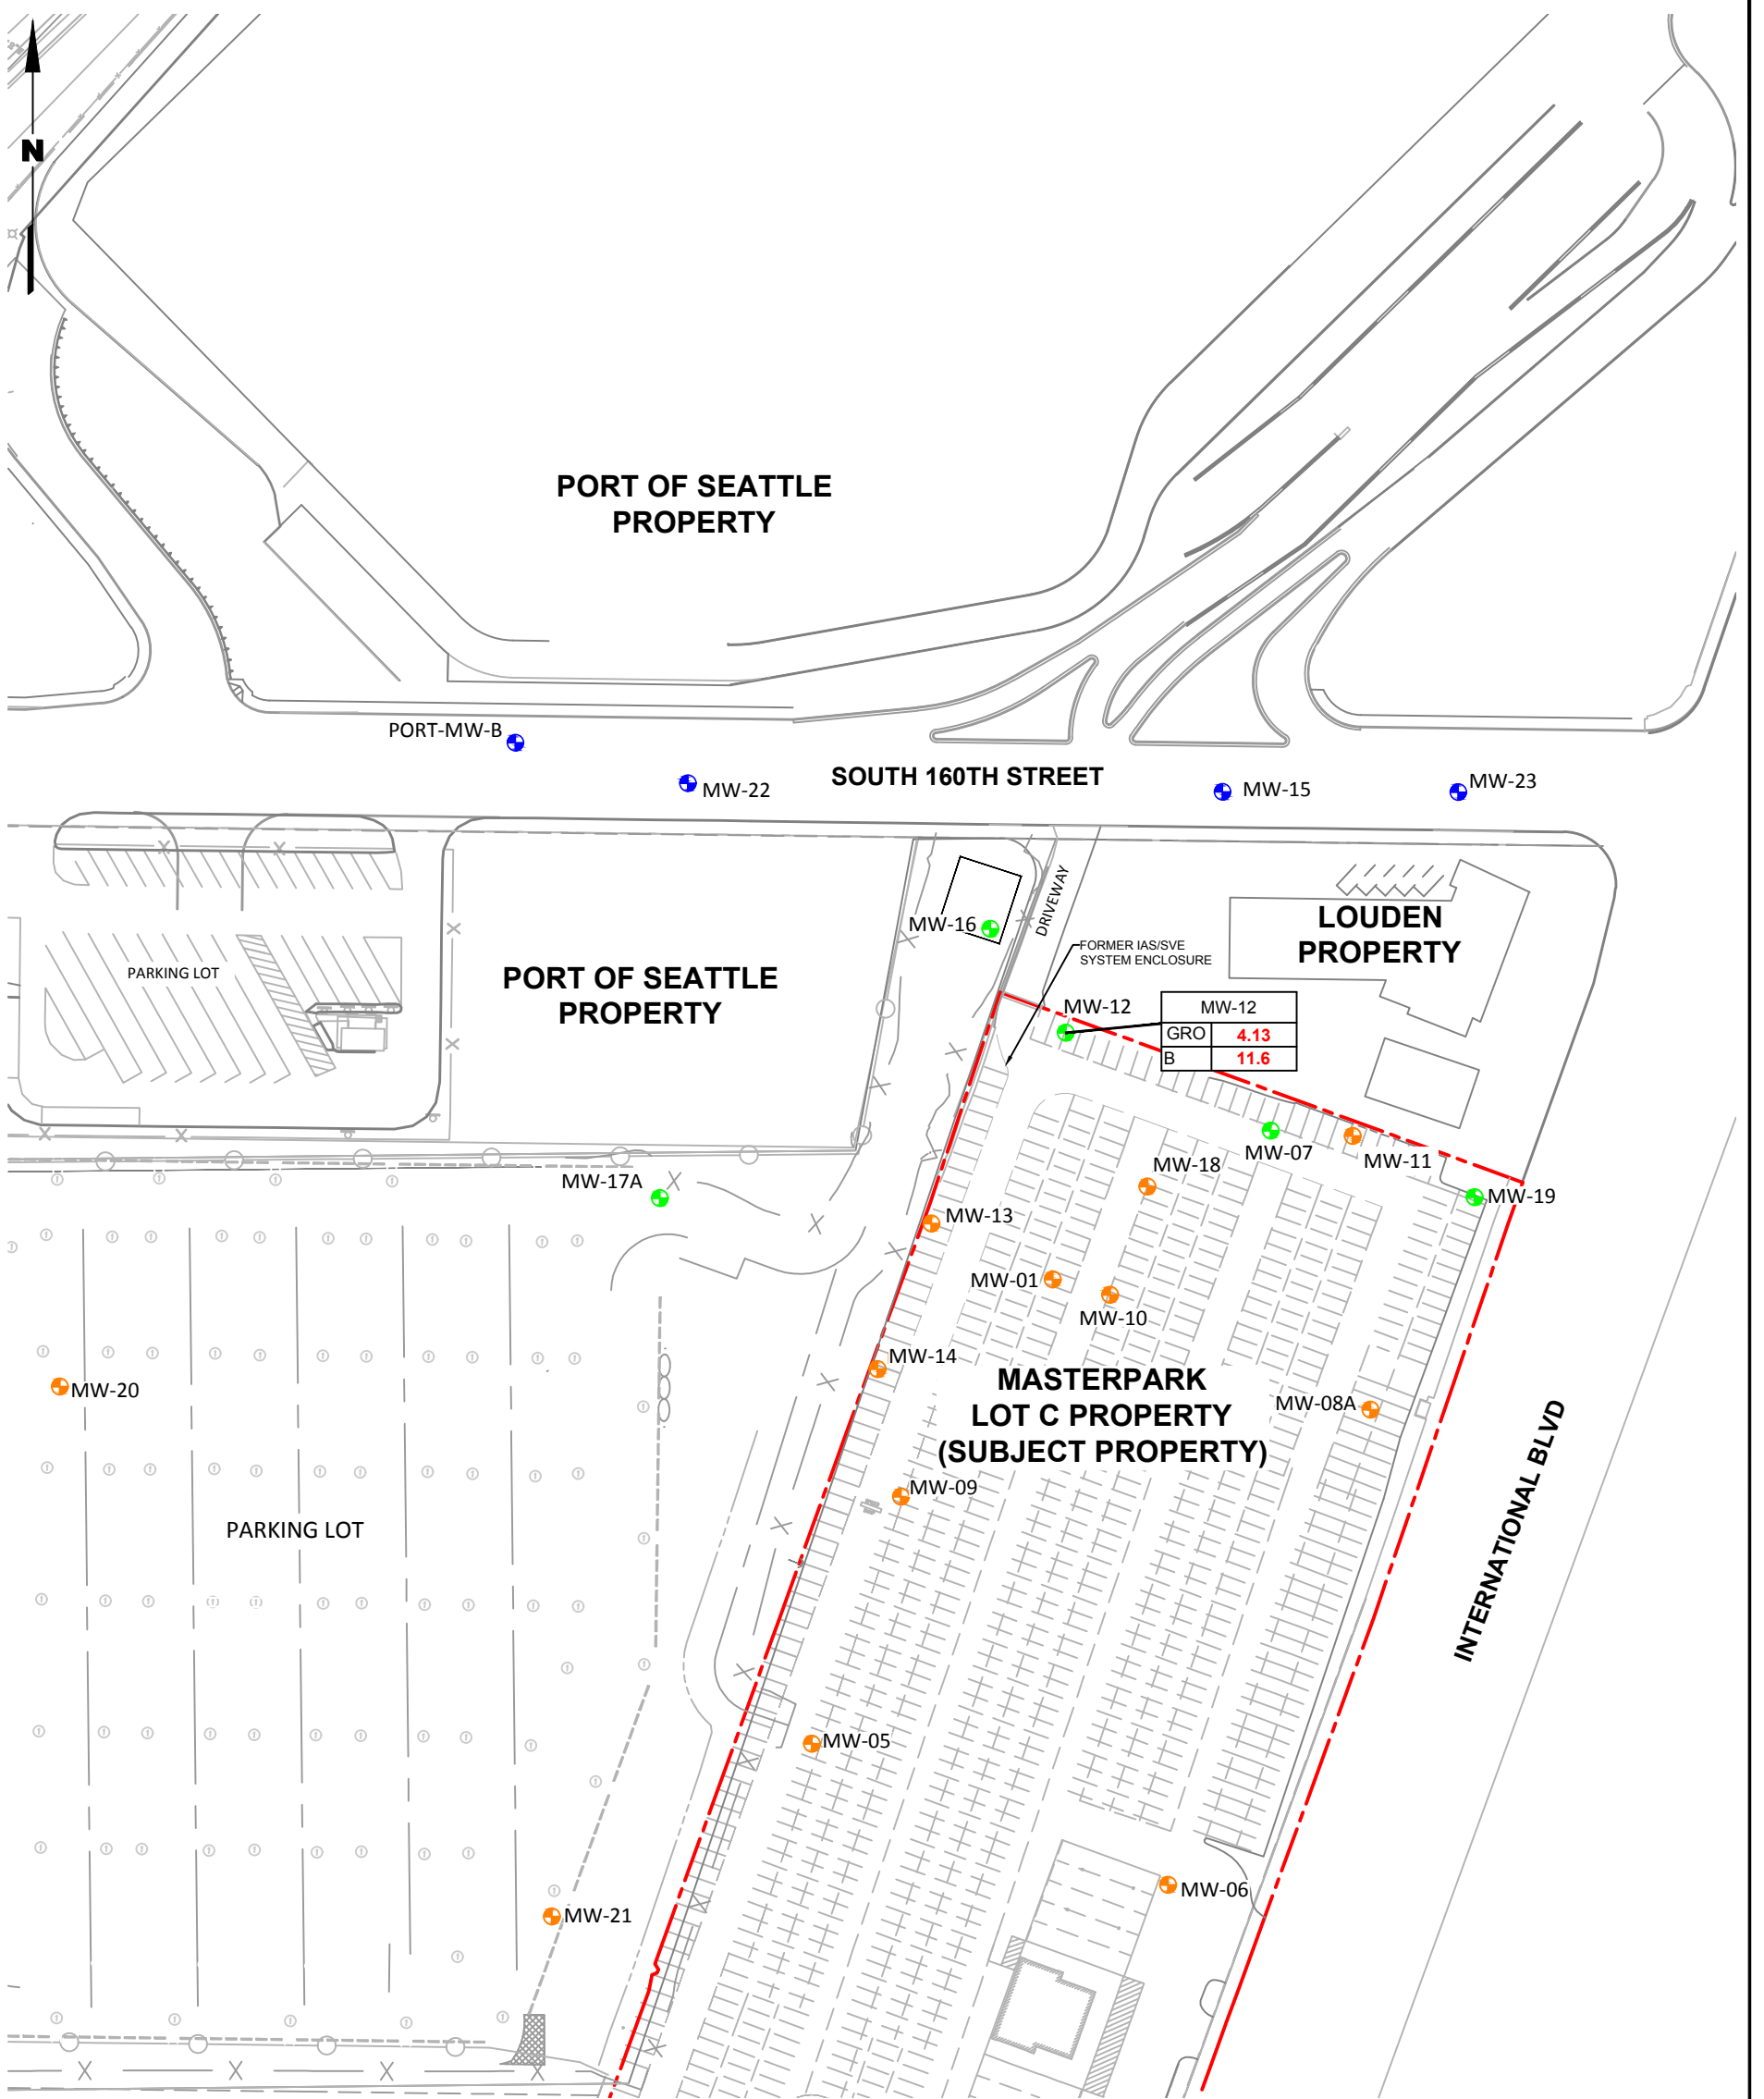 N
PORT OF SEATTLE
PROPERTY
PORT-MW-B
MW-22
SOUTH 160TH STREET
MW-15
MW-23
DRIVEWAY
MW-16
LOUDEN
PROPERTY
FORMER IAS/SVE
SYSTEM ENCLOSURE
PARKING LOT
PORT OF SEATTLE
PROPERTY
MW-12
MW-12
GRO 4.13
B 11.6
MW-07
MW-11
MW-18
MW-17A
MW-19
MW-13
MW-01
MW-10
MW-14
MW-20
MASTERPARK
LOT C PROPERTY
(SUBJECT PROPERTY)
MW-08A
MW-09
INTERNATIONAL BLVD
PARKING LOT
MW-05
MW-06
MW-21